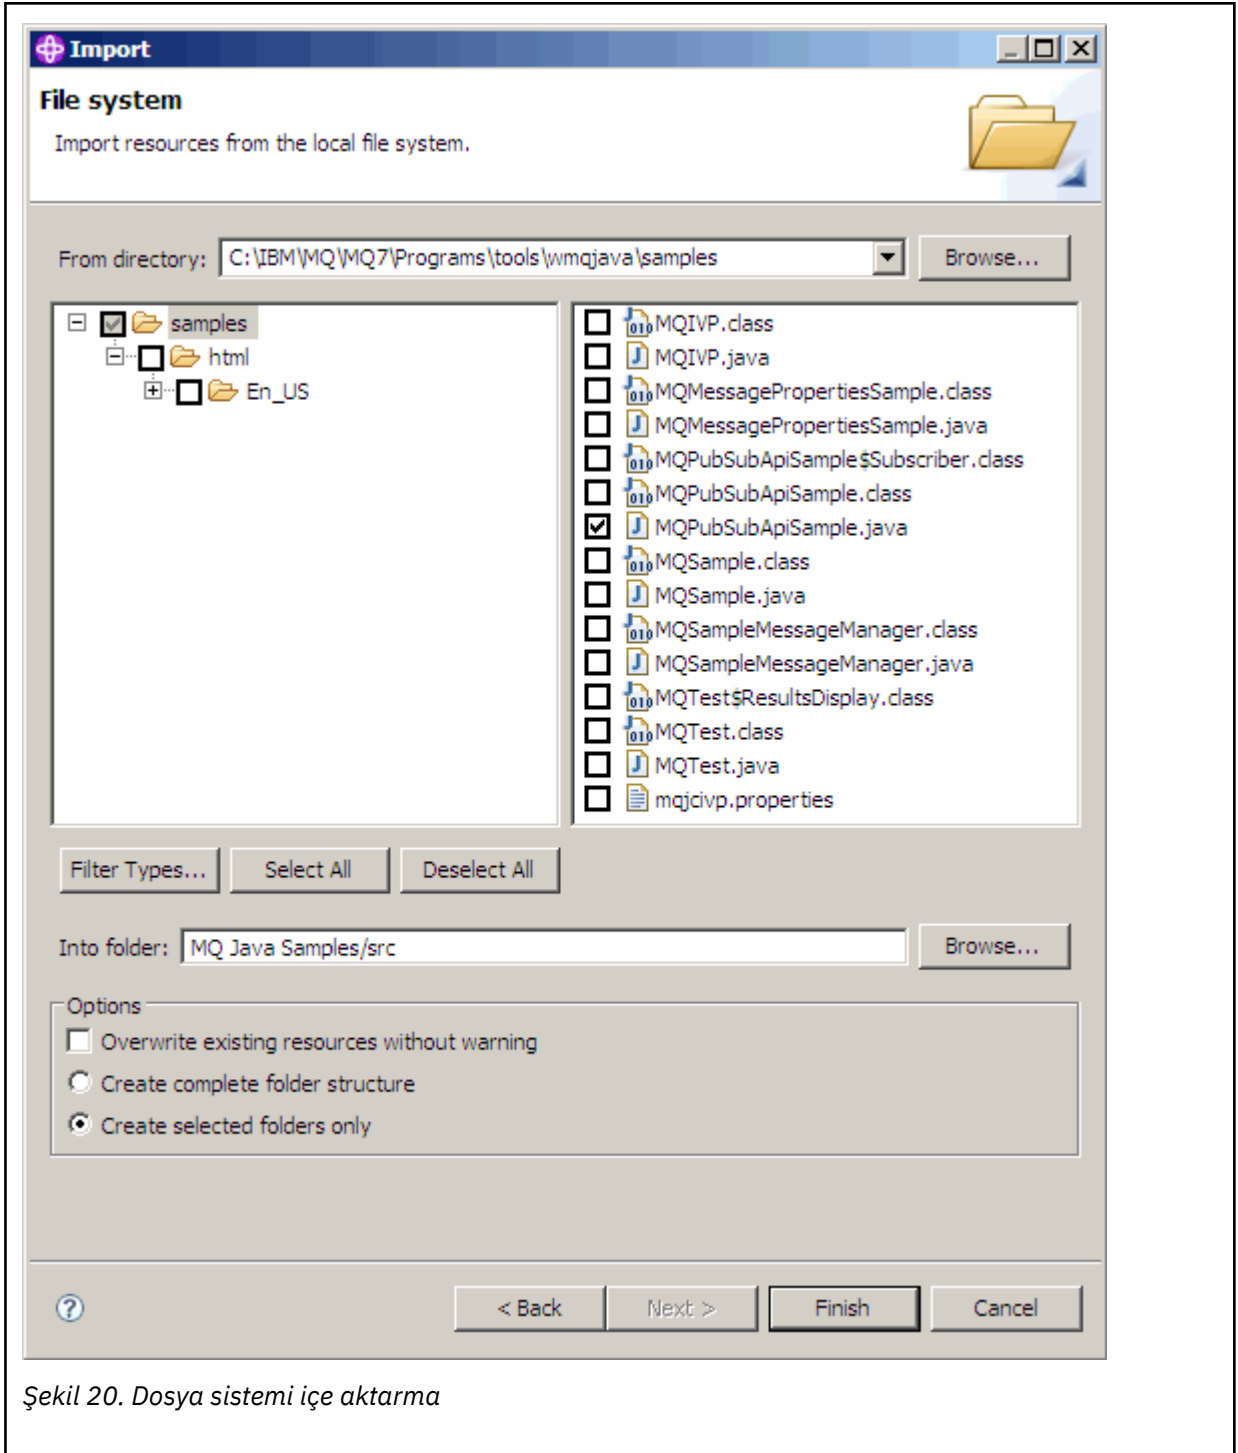 Import
File system
Import resources from the local file system.
From directory: C:\IBM\MQ\MQ7\Programs\tools\wmqjava\samples Browse...
samples
html
En_US
MQIVP.class
MQIVP.java
MQMessagePropertiesSample.class
MQMessagePropertiesSample.java
MQPubSubApiSample$Subscriber.class
MQPubSubApiSample.class
MQPubSubApiSample.java
MQSample.class
MQSample.java
MQSampleMessageManager.class
MQSampleMessageManager.java
MQTest$ResultsDisplay.class
MQTest.class
MQTest.java
mqjcivp.properties
Filter Types... Select All Deselect All
Into folder: MQ Java Samples/src Browse...
Options
Overwrite existing resources without warning
Create complete folder structure
Create selected folders only
? < Back Next > Finish Cancel
Şekil 20. Dosya sistemi içe aktarma